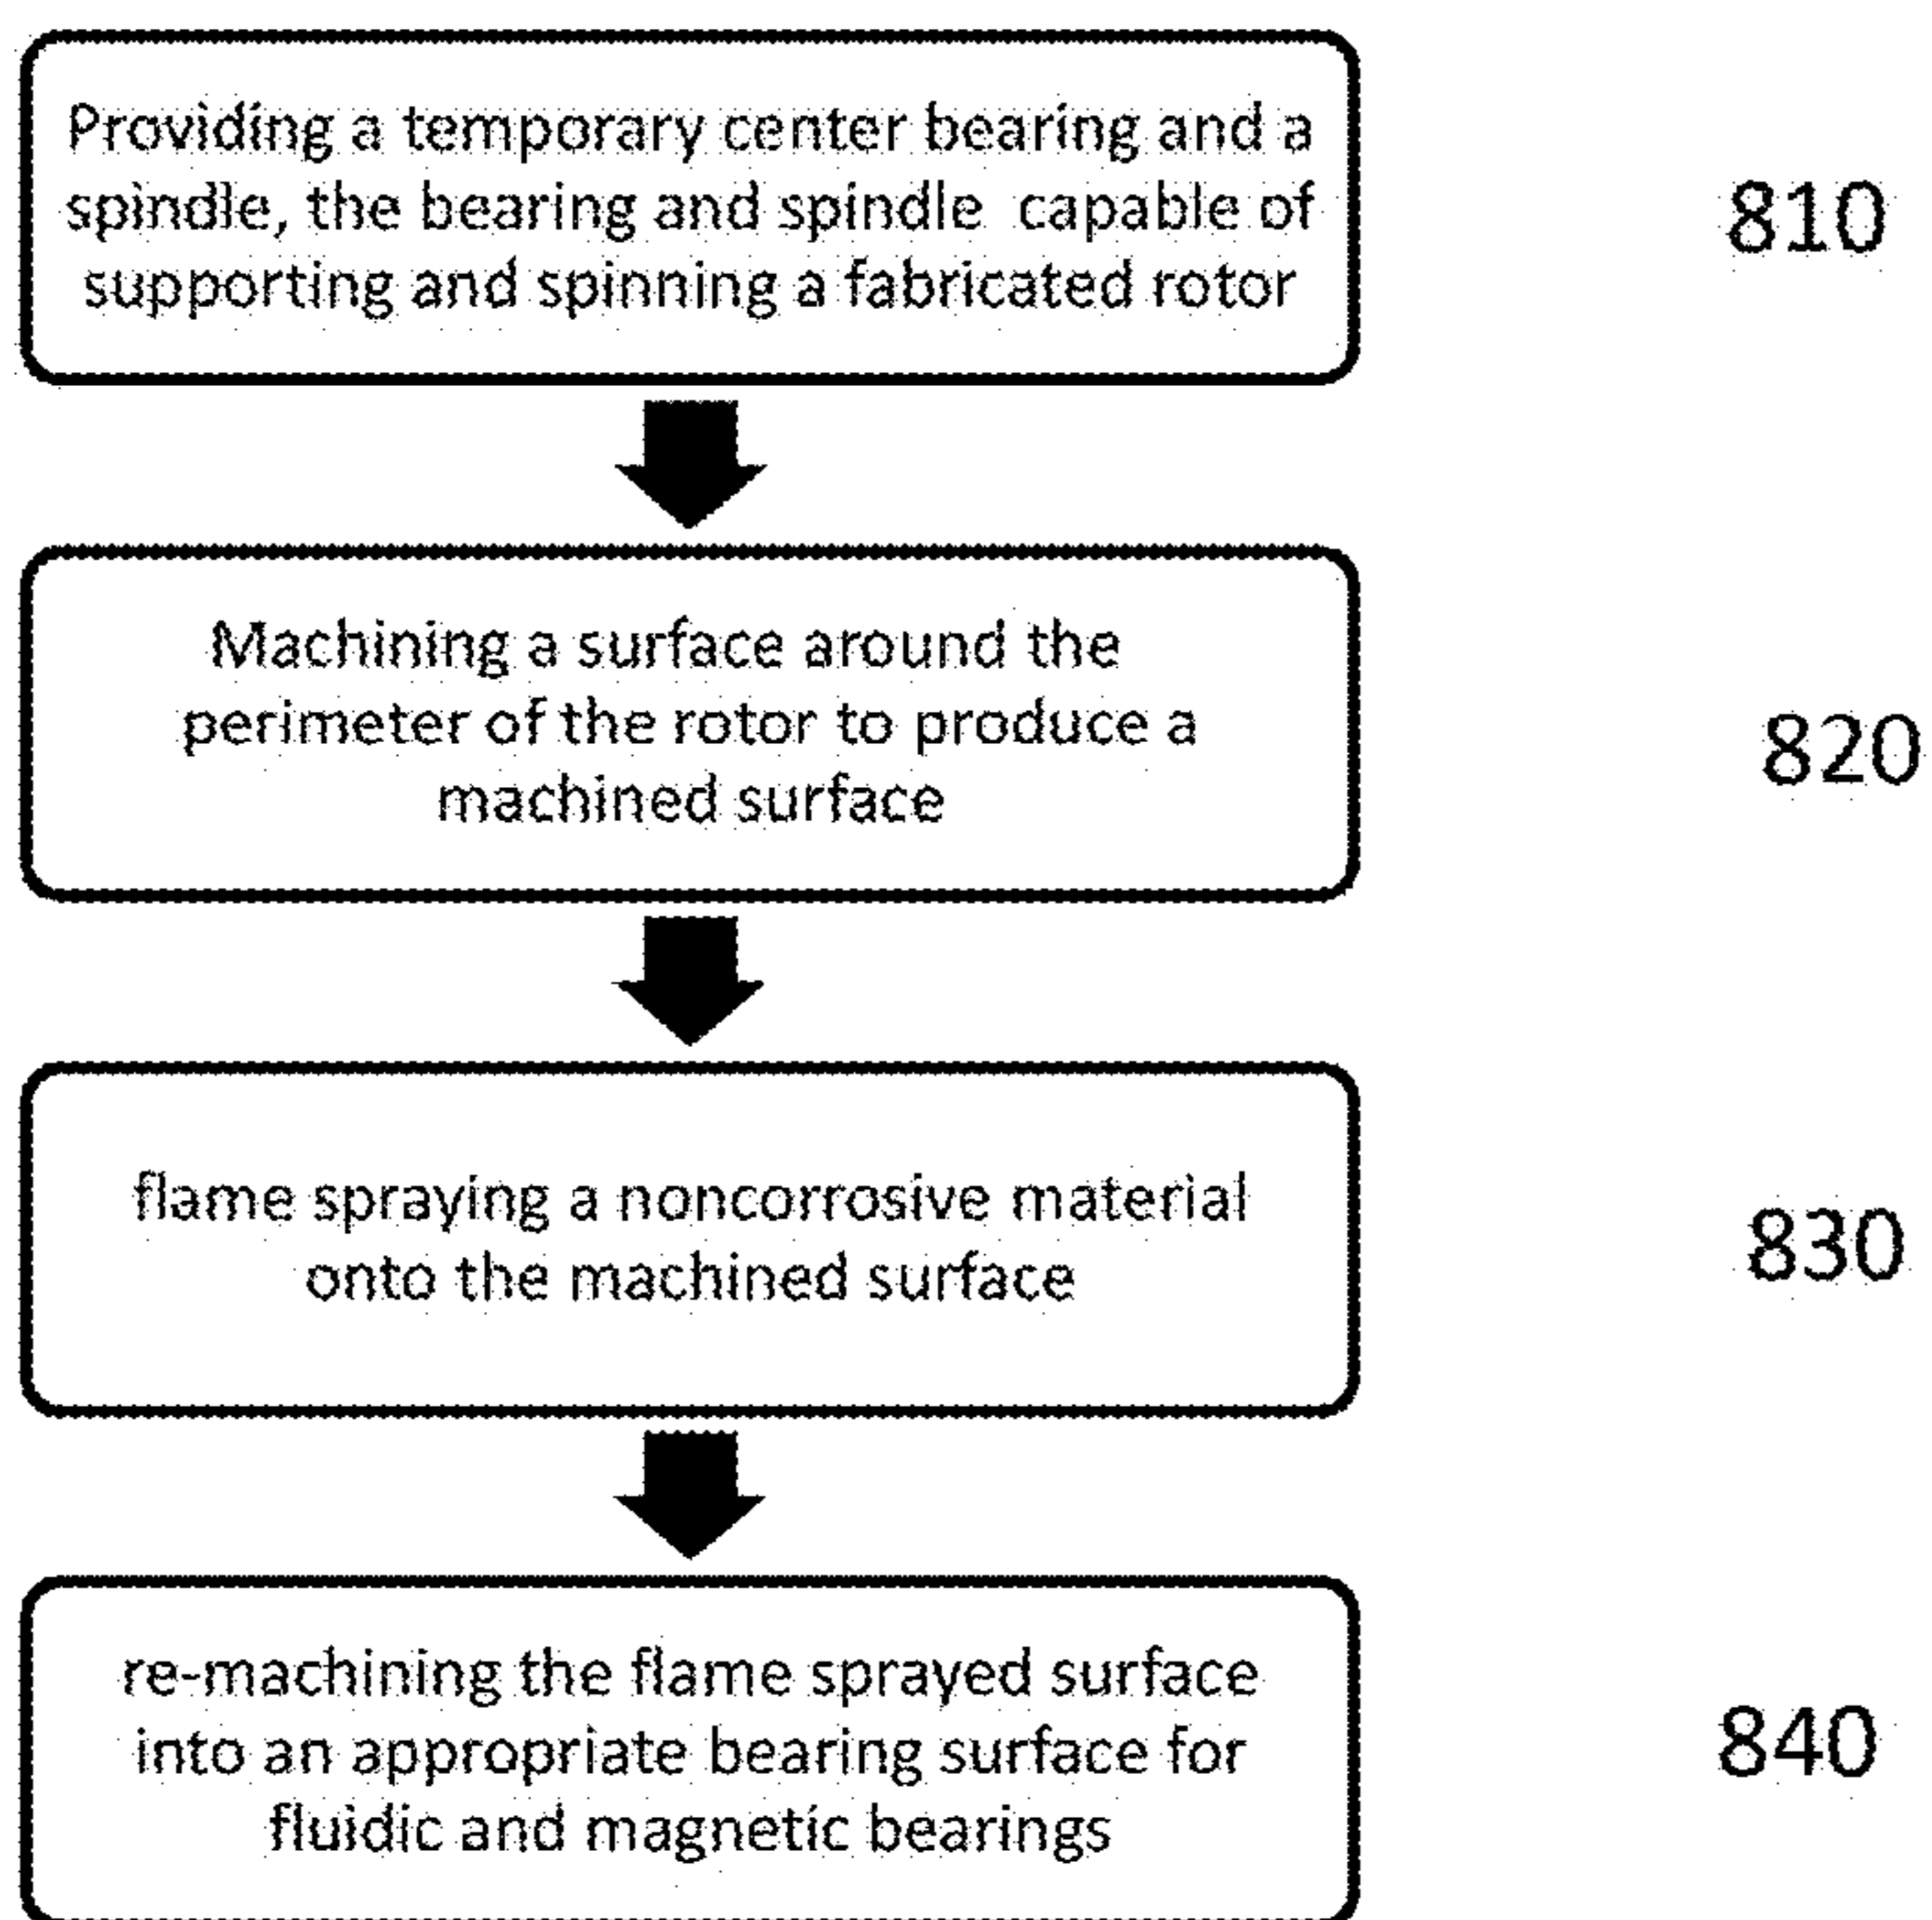 Providing a temporary center bearing and a
spindle, the bearing and spindle capable of
supporting and spinning a fabricated rotor
810
Machining a surface around the
perimeter of the rotor to produce a
machined surface
820
flame spraying a noncorrosive material
onto the machined surface
830
re-machining the flame sprayed surface
into an appropriate bearing surface for
fluidic and magnetic bearings
840